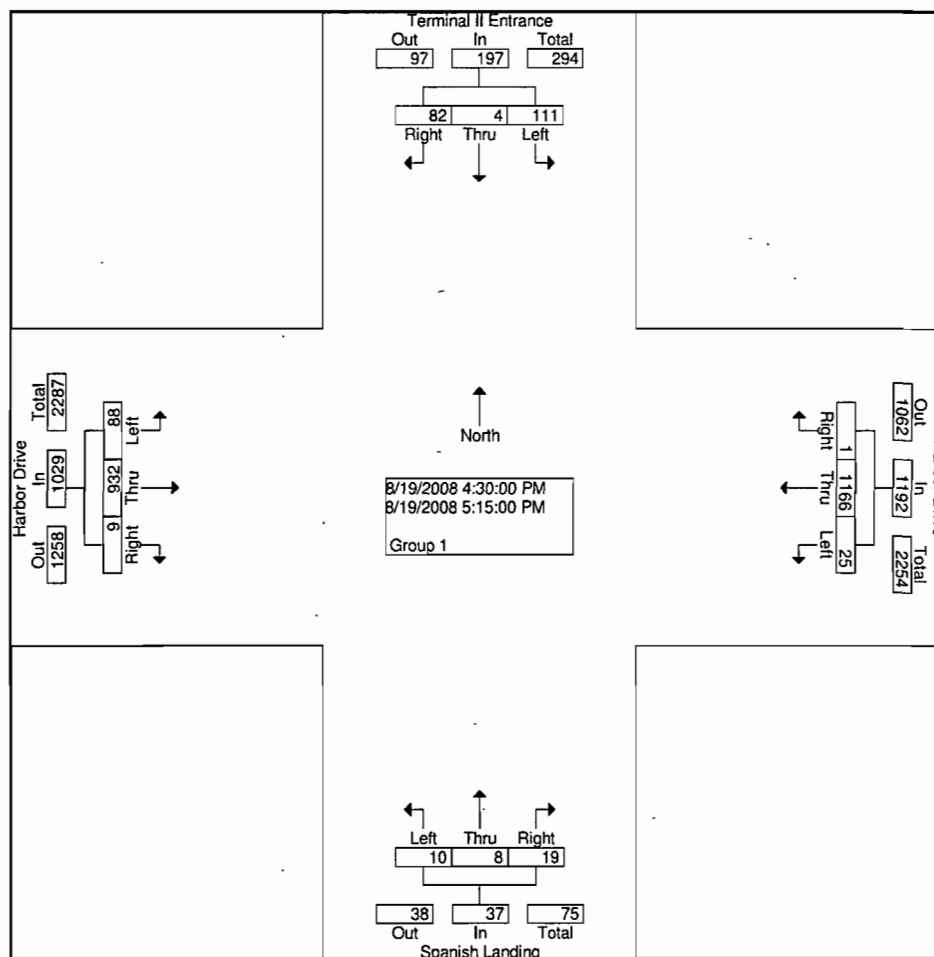 Terminal II Entrance
Out In Total
97 197 294
82 4 111
Right Thru Left
Harbor Drive
Total In Out
2287 1029 1258
88 932 9
Left Thru Right
North
8/19/2008 4:30:00 PM
8/19/2008 5:15:00 PM
Group 1
Right Thru Left
1 1166 25
Out In Total
1062 1192 2254
Left Thru Right
10 8 19
38 37 75
Out In Total
Spanish Landing